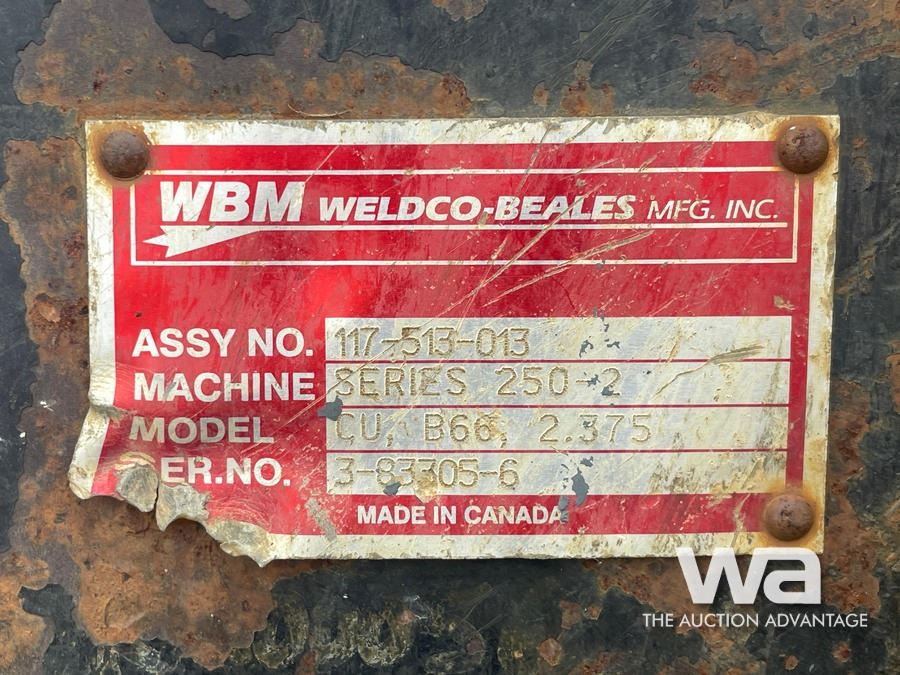 WBM WELDCO-BEALES MFG. INC.
ASSY NO. 117-513-013
MACHINE SERIES 250-2
MODEL CU, B66, 2.375
ER.NO. 3-83305-6
MADE IN CANADA
wa
THE AUCTION ADVANTAGE